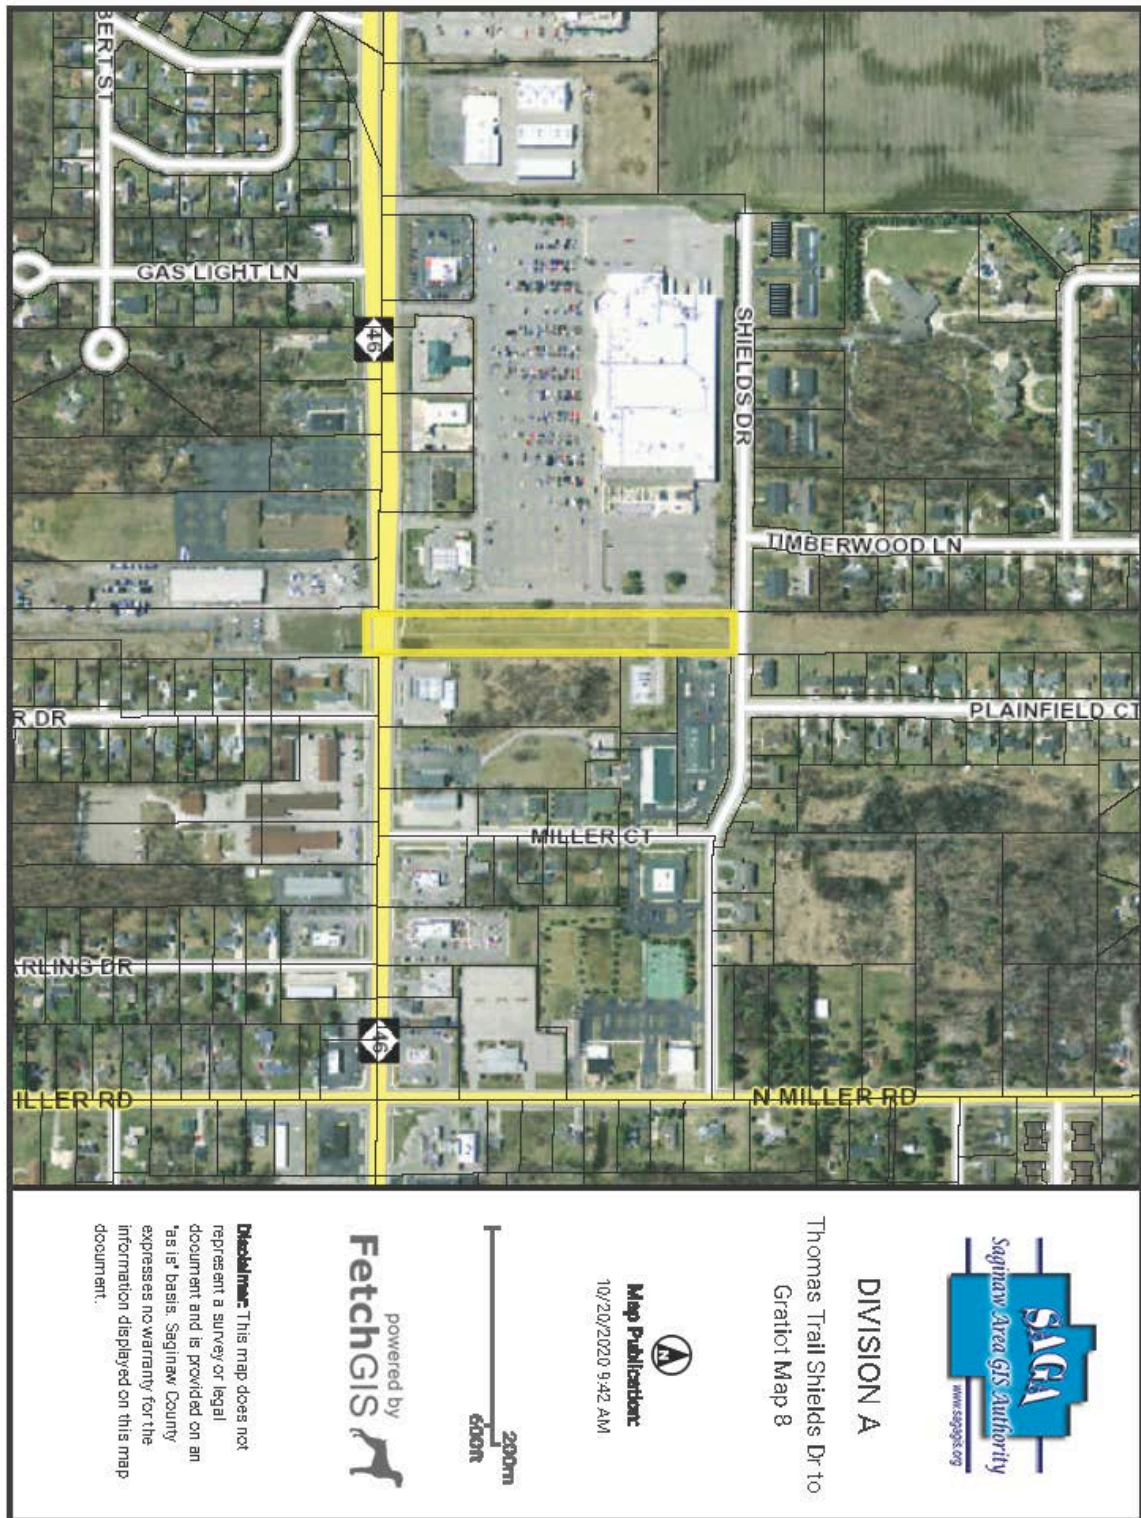 BERT ST
GAS LIGHT LN
46
SHIELDS DR
TIMBERWOOD LN
R DR
PLAINFIELD CT
MILLER CT
ARLING DR
46
ILLER RD
N MILLER RD
SAGA
Saginaw Area GIS Authority
www.sagagis.org
DIVISION A
Thomas Trail Shields Dr to
Gratiot Map 8
N
Map Publication:
10/20/2020 9:42 AM
200m
600ft
powered by
FetchGIS
Disclaimer: This map does not
represent a survey or legal
document and is provided on an
"as is" basis. Saginaw County
expresses no warranty for the
information displayed on this map
document.